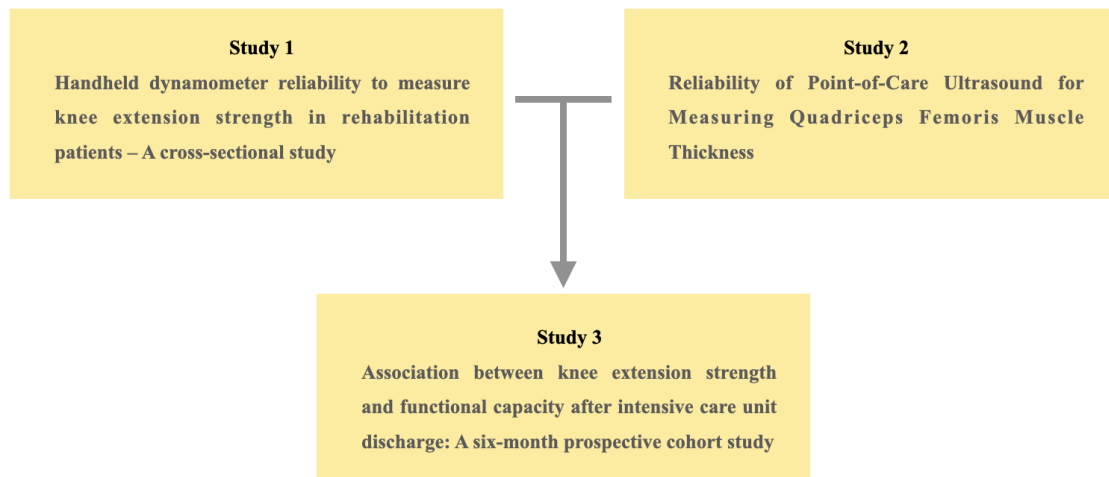 Study 1
Handheld dynamometer reliability to measure
knee extension strength in rehabilitation
patients – A cross-sectional study
Study 2
Reliability of Point-of-Care Ultrasound for
Measuring Quadriceps Femoris Muscle
Thickness
Study 3
Association between knee extension strength
and functional capacity after intensive care unit
discharge: A six-month prospective cohort study